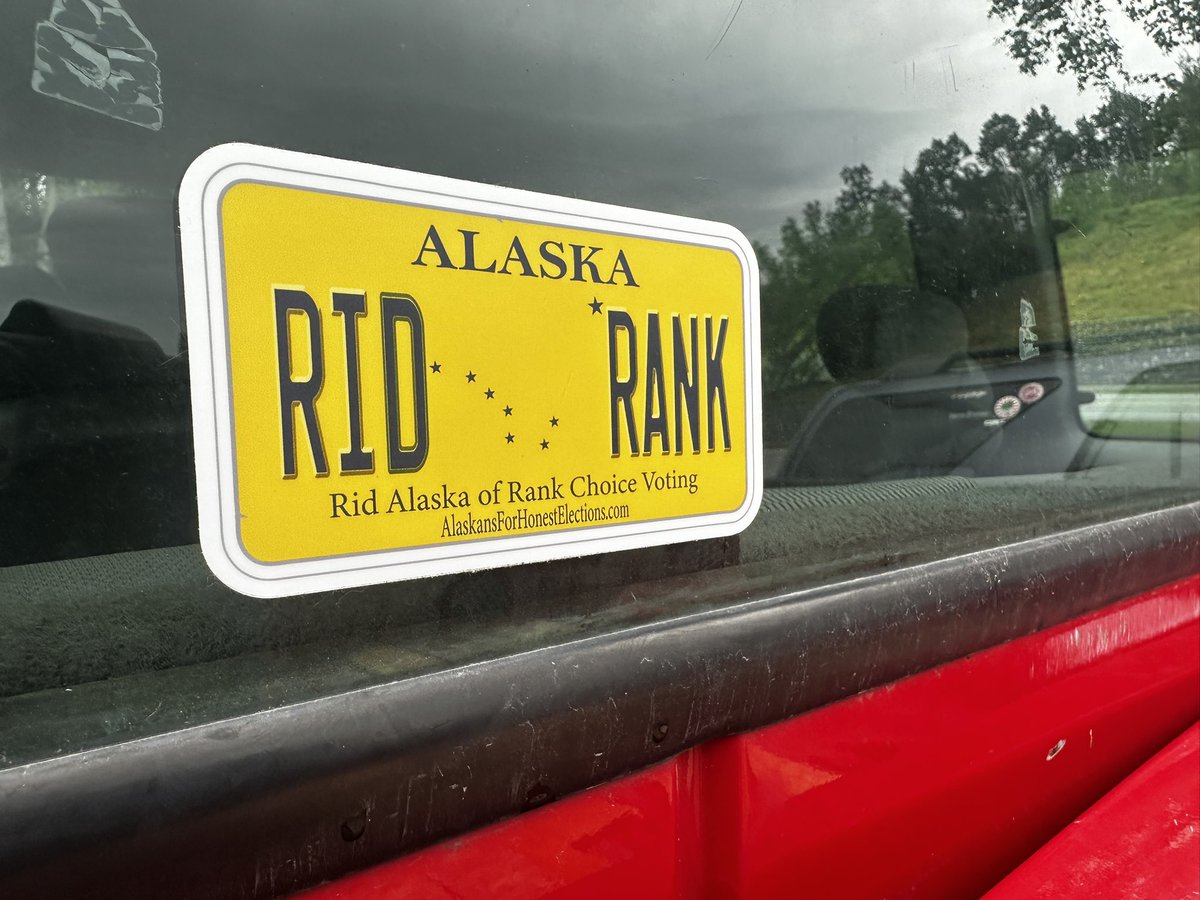 ALASKA
RID RANK
Rid Alaska of Rank Choice Voting
AlaskansForHonestElections.com